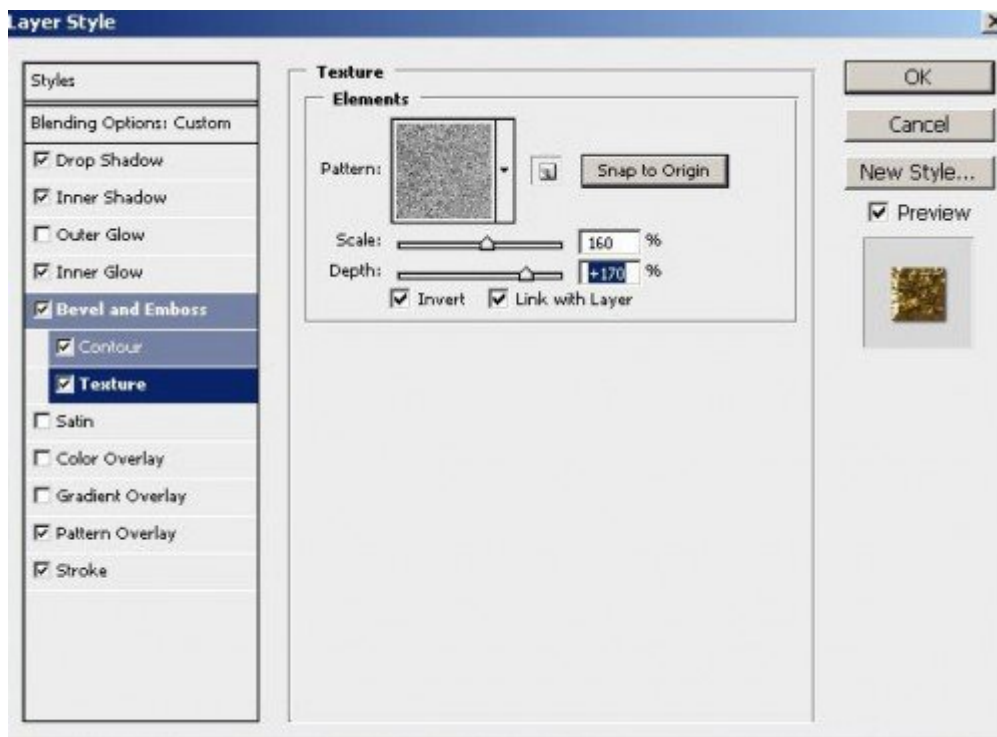 Layer Style
Styles
Blending Options: Custom
Drop Shadow
Inner Shadow
Outer Glow
Inner Glow
Bevel and Emboss
Contour
Texture
Satin
Color Overlay
Gradient Overlay
Pattern Overlay
Stroke
Texture
Elements
Pattern:
Snap to Origin
Scale: 160 %
Depth: +170 %
Invert Link with Layer
OK
Cancel
New Style...
Preview